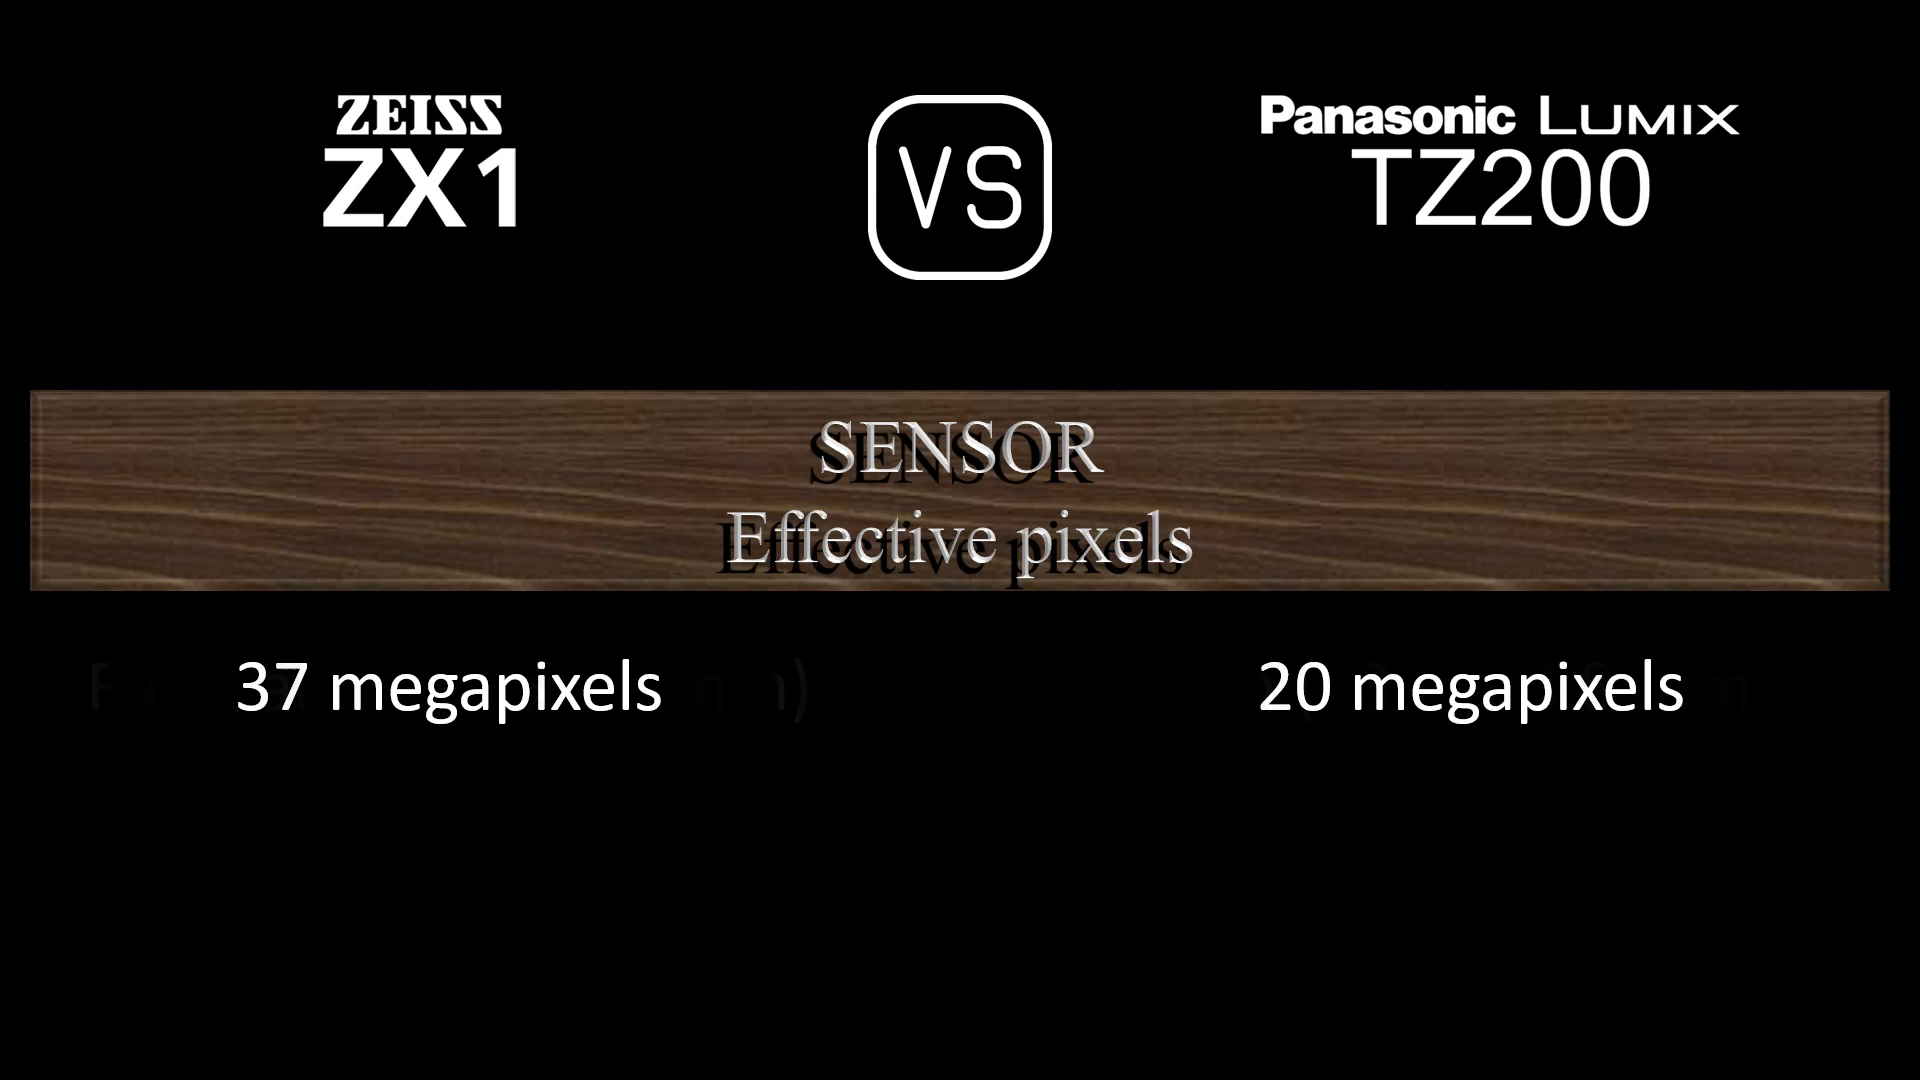 ZEISS
ZX1
VS
Panasonic LUMIX
TZ200
SENSOR
Effective pixels
37 megapixels
20 megapixels